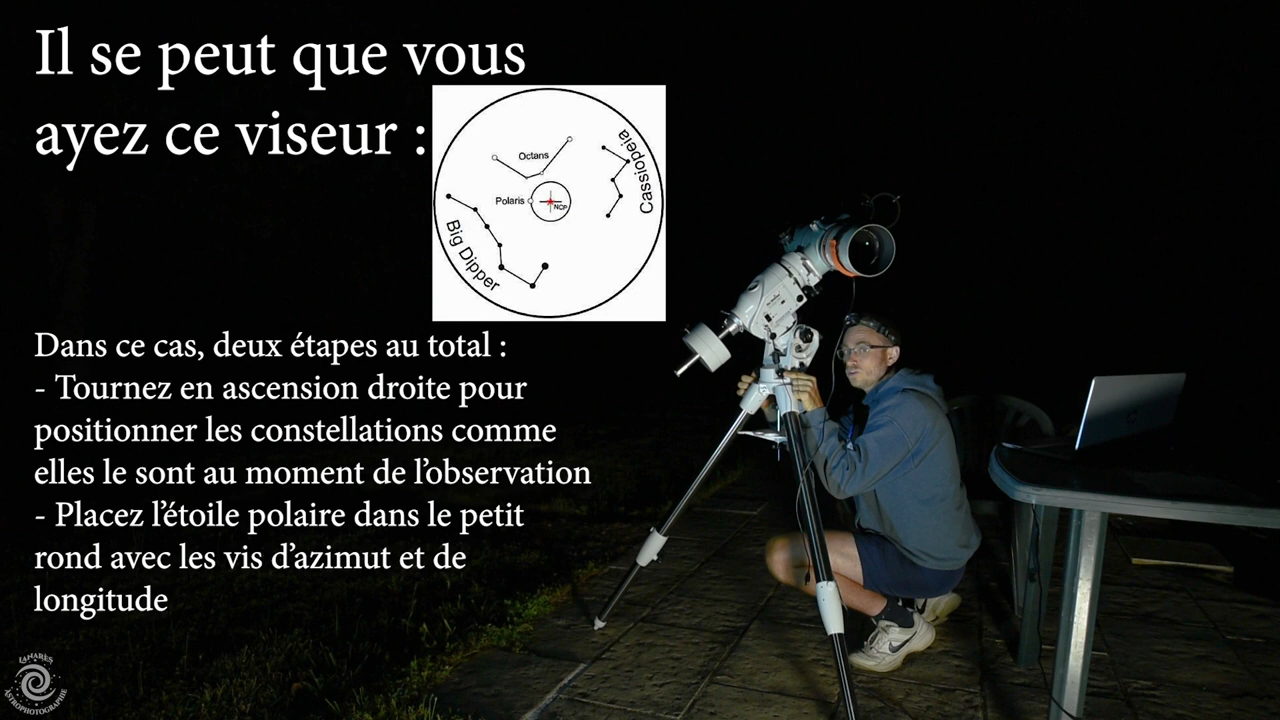 Il se peut que vous
ayez ce viseur :
Octans
Cassiopeia
Polaris
NCP
Big Dipper
Dans ce cas, deux étapes au total :
- Tournez en ascension droite pour
positionner les constellations comme
elles le sont au moment de l’observation
- Placez l’étoile polaire dans le petit
rond avec les vis d’azimut et de
longitude
LANARÈS
ASTROPHOTOGRAPHIE